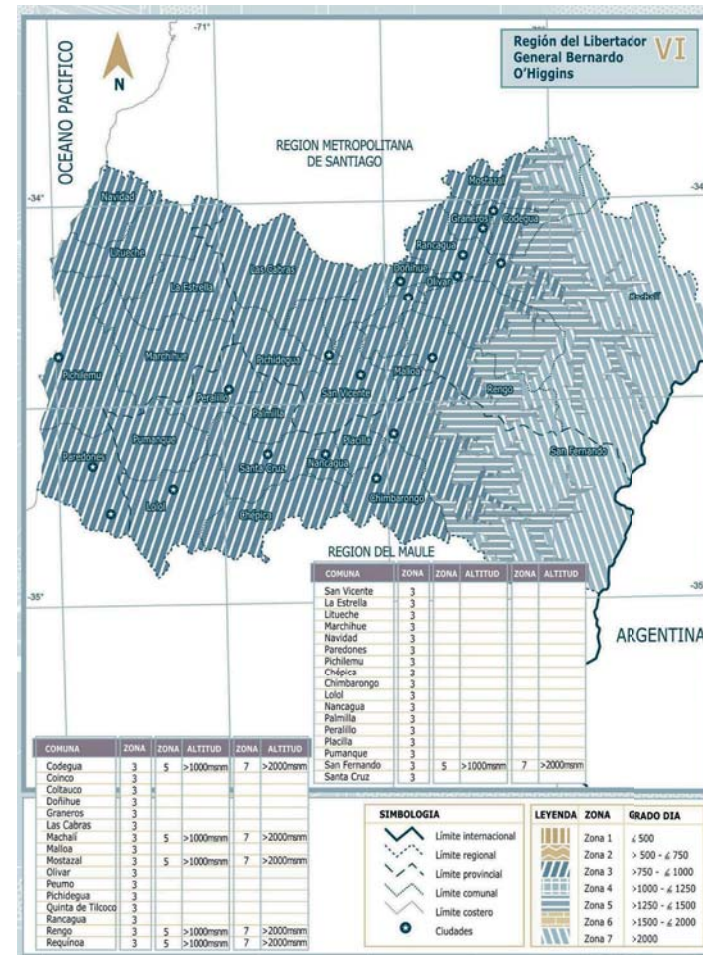 -71°
Región del Libertador
General Bernardo
O'Higgins
VI
N
OCEANO PACIFICO
REGION METROPOLITANA
DE SANTIAGO
-34°
Navidad
Mostazal
Graneros
Codegua
Rancagua
Litueche
La Estrella
Las Cabras
Doñihue
Olivar
Machalí
Marchihue
Pichidegua
Pichilemu
Peralillo
San Vicente
Malloa
Rengo
Palmilla
Pumanque
Placilla
San Fernando
Paredones
Santa Cruz
Nancagua
Lolol
Chépica
Chimbarongo
REGION DEL MAULE
-35°
ARGENTINA
COMUNA ZONA ZONA ALTITUD ZONA ALTITUD
San Vicente 3
La Estrella 3
Litueche 3
Marchihue 3
Navidad 3
Paredones 3
Pichilemu 3
Chépica 3
Chimbarongo 3
Lolol 3
Nancagua 3
Palmilla 3
Peralillo 3
Placilla 3
Pumanque 3
San Fernando 3 5 >1000msnm 7 >2000msnm
Santa Cruz 3
COMUNA ZONA ZONA ALTITUD ZONA ALTITUD
Codegua 3 5 >1000msnm 7 >2000msnm
Coinco 3
Coltauco 3
Doñihue 3
Graneros 3
Las Cabras 3
Machalí 3 5 >1000msnm 7 >2000msnm
Malloa 3
Mostazal 3 5 >1000msnm 7 >2000msnm
Olivar 3
Peumo 3
Pichidegua 3
Quinta de Tilcoco 3
Rancagua 3
Rengo 3 5 >1000msnm 7 >2000msnm
Requinoa 3 5 >1000msnm 7 >2000msnm
SIMBOLOGIA
Límite internacional
Límite regional
Límite provincial
Límite comunal
Límite costero
Ciudades
LEYENDA ZONA GRADO DIA
Zona 1 ≤ 500
Zona 2 > 500 - ≤ 750
Zona 3 >750 - ≤ 1000
Zona 4 >1000 - ≤ 1250
Zona 5 >1250 - ≤ 1500
Zona 6 >1500 - ≤ 2000
Zona 7 >2000